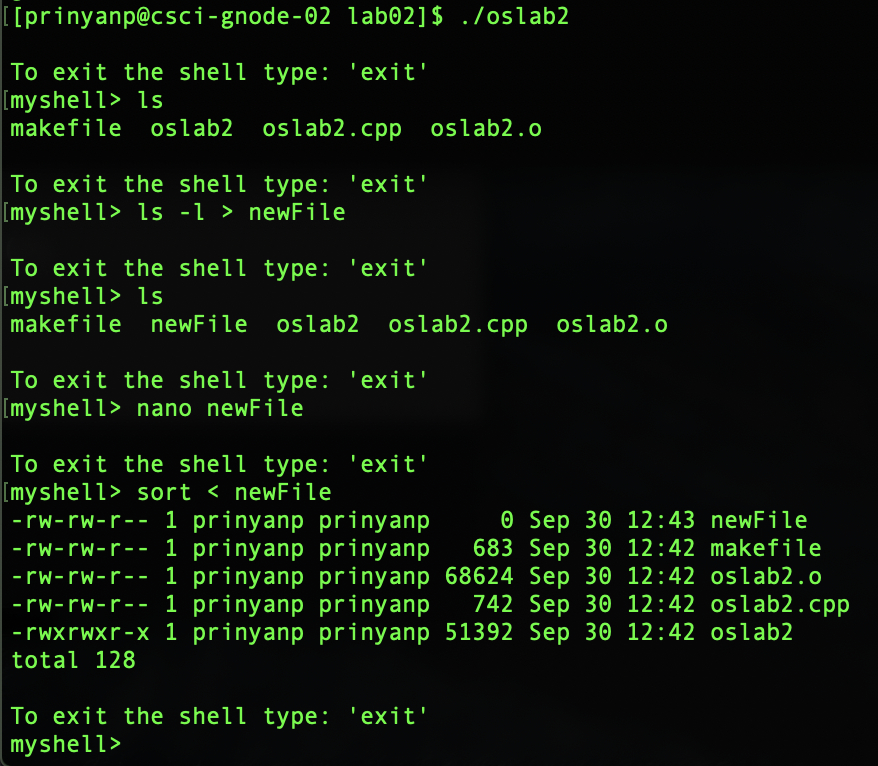 [[prinyanp@csci-gnode-02 lab02]$ ./oslab2
To exit the shell type: 'exit'
[myshell> ls
makefile  oslab2  oslab2.cpp  oslab2.o
To exit the shell type: 'exit'
[myshell> ls -l > newFile
To exit the shell type: 'exit'
[myshell> ls
makefile  newFile  oslab2  oslab2.cpp  oslab2.o
To exit the shell type: 'exit'
[myshell> nano newFile
To exit the shell type: 'exit'
[myshell> sort < newFile
-rw-rw-r-- 1 prinyanp prinyanp     0 Sep 30 12:43 newFile
-rw-rw-r-- 1 prinyanp prinyanp   683 Sep 30 12:42 makefile
-rw-rw-r-- 1 prinyanp prinyanp 68624 Sep 30 12:42 oslab2.o
-rw-rw-r-- 1 prinyanp prinyanp   742 Sep 30 12:42 oslab2.cpp
-rwxrwxr-x 1 prinyanp prinyanp 51392 Sep 30 12:42 oslab2
total 128
To exit the shell type: 'exit'
myshell>